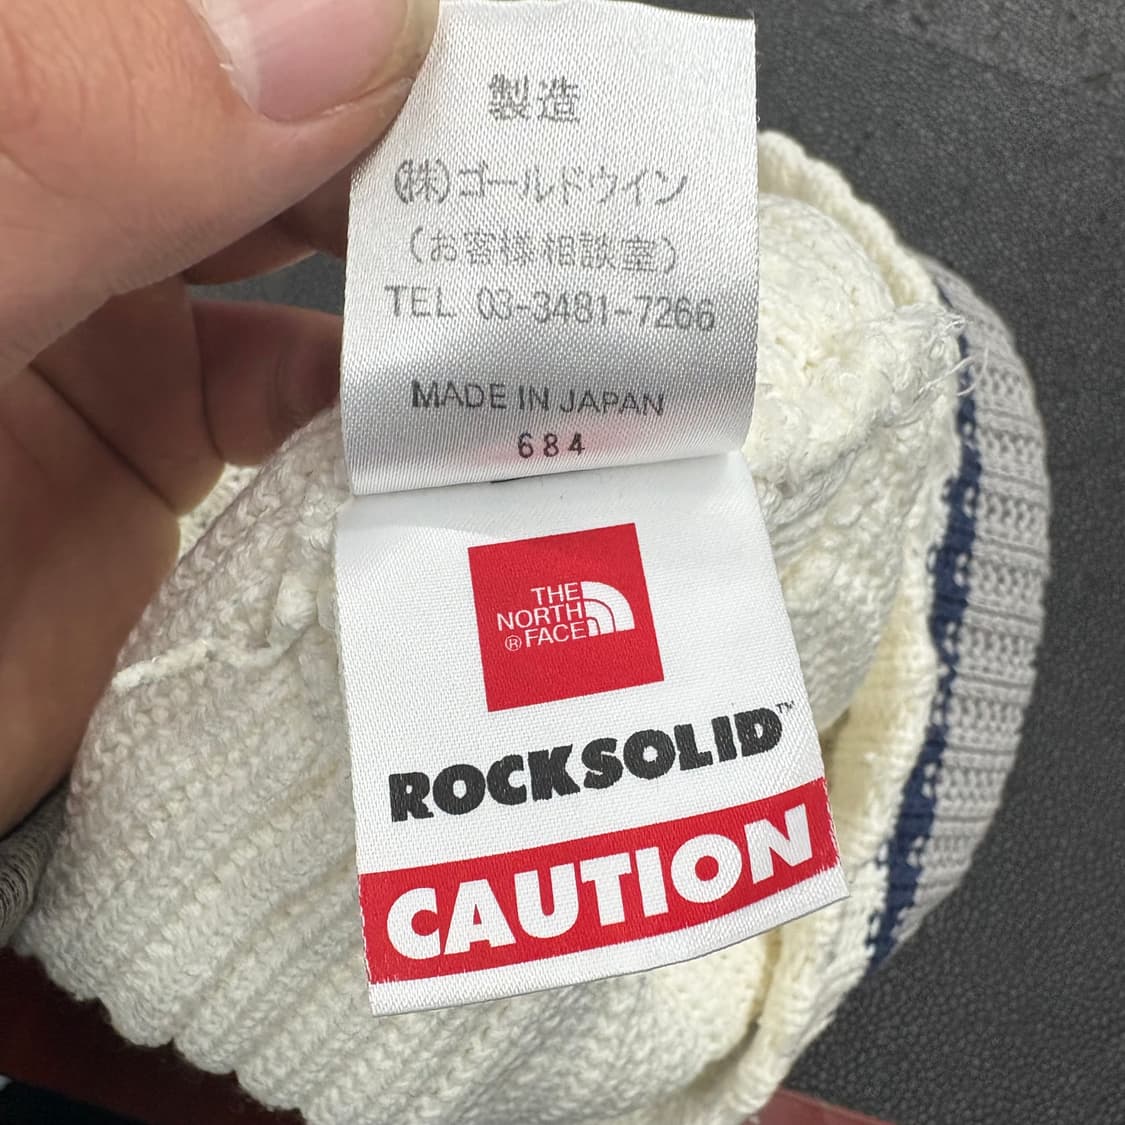 製造
(株)ゴールドウイン
(お客様相談室)
TEL 03-3481-7266
MADE IN JAPAN
684
THE
NORTH
® FACE
ROCKSOLID™
CAUTION